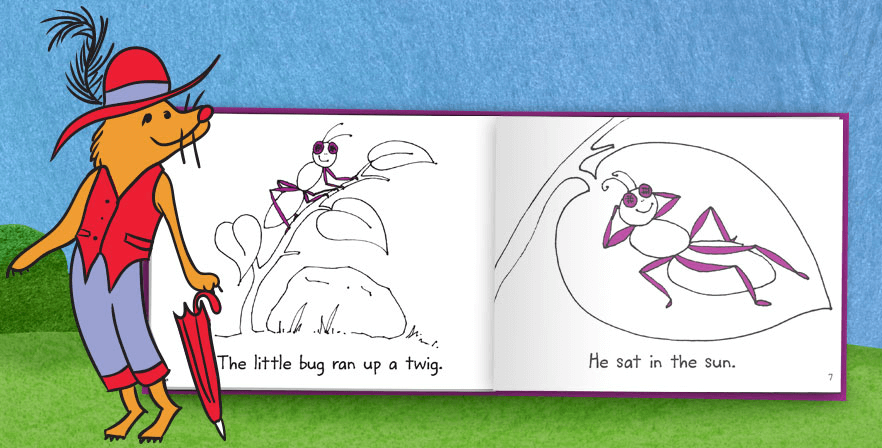 The little bug ran up a twig.
He sat in the sun.
7